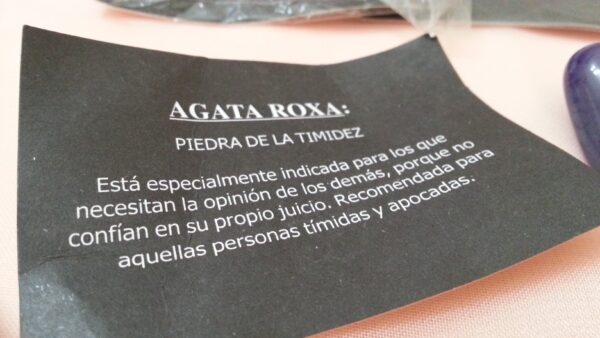 AGATA ROXA:
PIEDRA DE LA TIMIDEZ
Está especialmente indicada para los que
necesitan la opinión de los demás, porque no
confían en su propio juicio. Recomendada para
aquellas personas tímidas y apocadas.